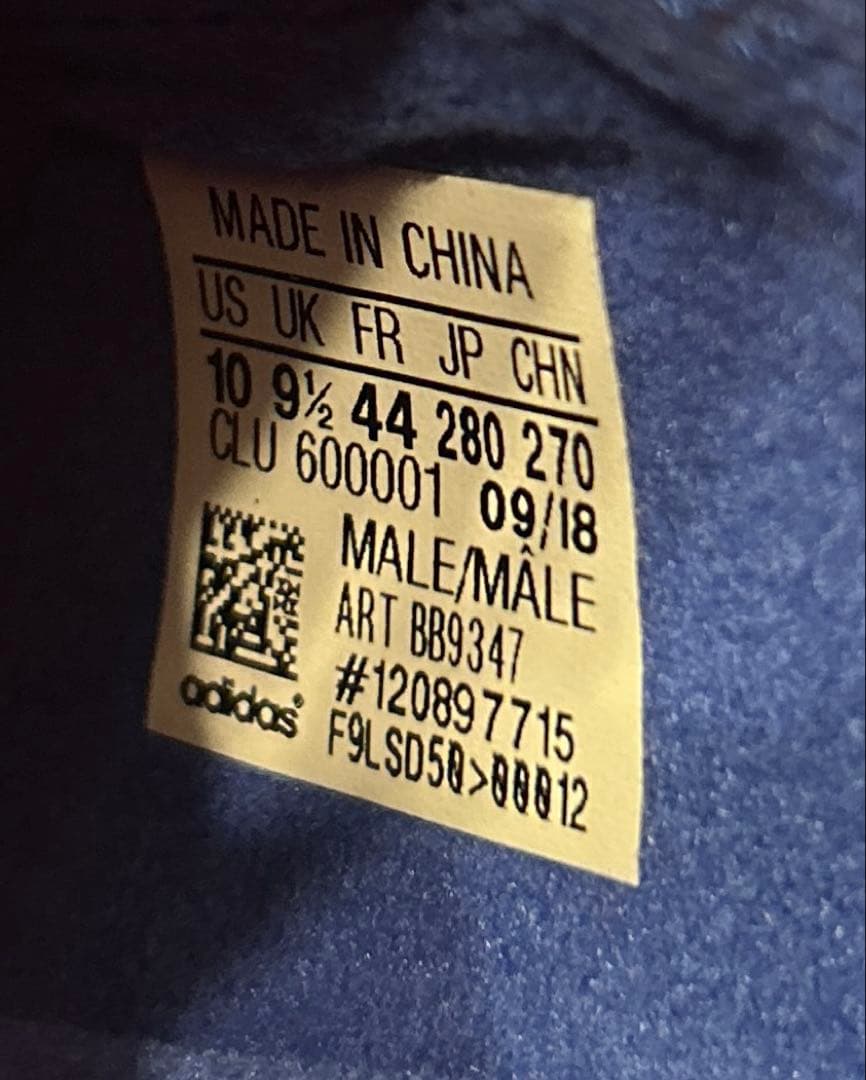 MADE IN CHINA
US UK FR JP CHN
10 9½ 44 280 270
CLU 600001 09/18
MALE/MÂLE
ART BB9347
#120897715
F9LSD50>00012
adidas®